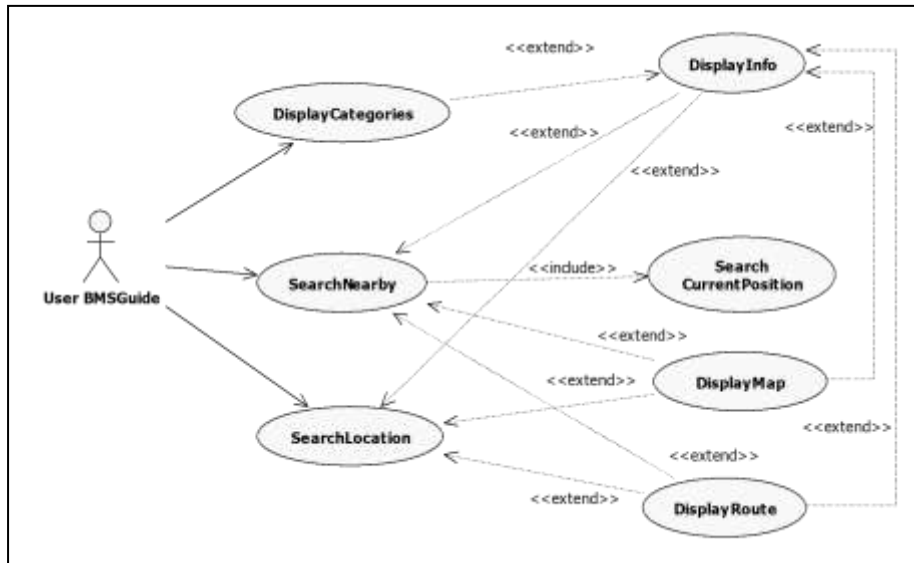 <<extend>>
DisplayInfo
DisplayCategories
<<extend>>
<<extend>>
<<extend>>
User BMSGuide
SearchNearby
<<include>>
Search
CurrentPosition
<<extend>>
DisplayMap
<<extend>>
<<extend>>
SearchLocation
<<extend>>
<<extend>>
DisplayRoute